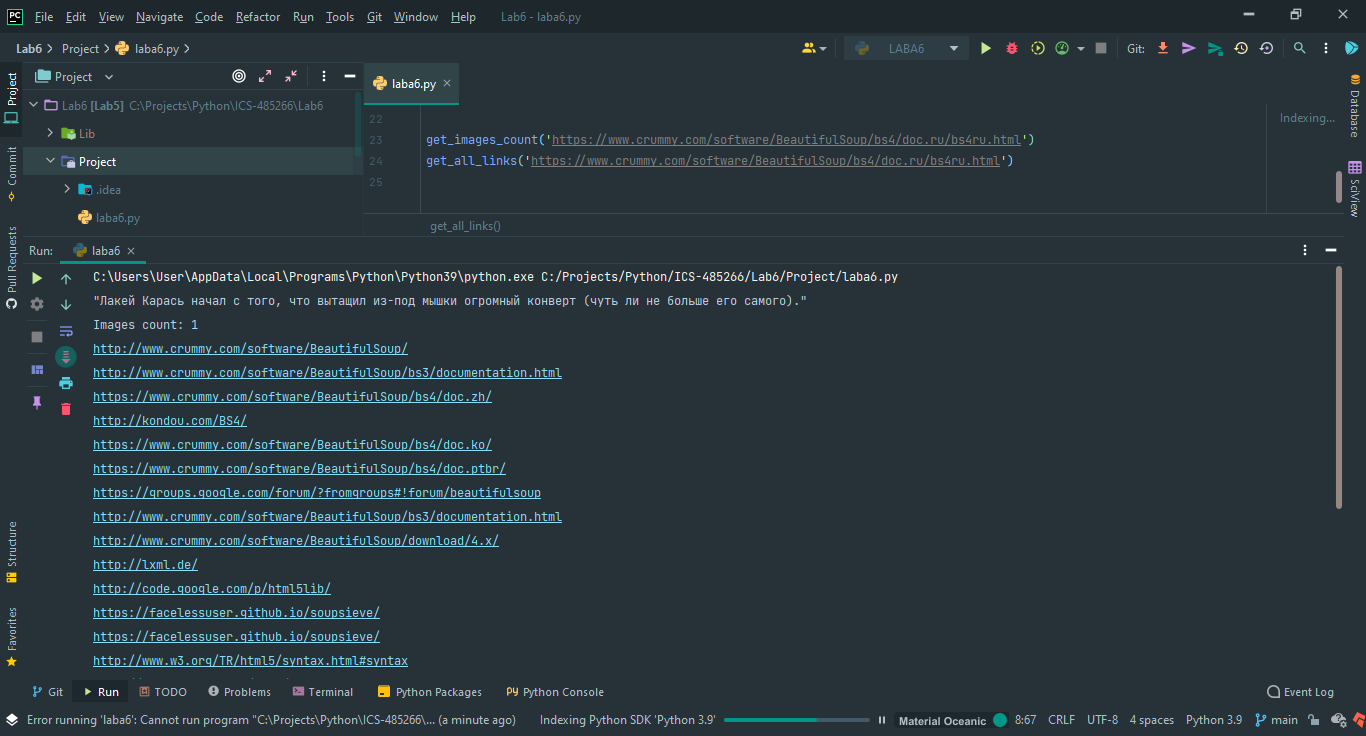 PC File Edit View Navigate Code Refactor Run Tools Git Window Help Lab6 - laba6.py
Lab6 Project laba6.py LABA6 Git:
Project
laba6.py
Lab6 [Lab5] C:\Projects\Python\ICS-485266\Lab6
Lib
Project
.idea
laba6.py
22
23 get_images_count('https://www.crummy.com/software/BeautifulSoup/bs4/doc.ru/bs4ru.html')
24 get_all_links('https://www.crummy.com/software/BeautifulSoup/bs4/doc.ru/bs4ru.html')
25
Indexing...
get_all_links()
Project
Commit
Pull Requests
Structure
Favorites
Database
SciView
Run: laba6
C:\Users\User\AppData\Local\Programs\Python\Python39\python.exe C:/Projects/Python/ICS-485266/Lab6/Project/laba6.py
"Лакей Карась начал с того, что вытащил из-под мышки огромный конверт (чуть ли не больше его самого)."
Images count: 1
http://www.crummy.com/software/BeautifulSoup/
http://www.crummy.com/software/BeautifulSoup/bs3/documentation.html
https://www.crummy.com/software/BeautifulSoup/bs4/doc.zh/
http://kondou.com/BS4/
https://www.crummy.com/software/BeautifulSoup/bs4/doc.ko/
https://www.crummy.com/software/BeautifulSoup/bs4/doc.ptbr/
https://groups.google.com/forum/?fromgroups#!forum/beautifulsoup
http://www.crummy.com/software/BeautifulSoup/bs3/documentation.html
http://www.crummy.com/software/BeautifulSoup/download/4.x/
http://lxml.de/
http://code.google.com/p/html5lib/
https://facelessuser.github.io/soupsieve/
https://facelessuser.github.io/soupsieve/
http://www.w3.org/TR/html5/syntax.html#syntax
Git Run TODO Problems Terminal Python Packages Python Console Event Log
Error running 'laba6': Cannot run program "C:\Projects\Python\ICS-485266\... (a minute ago) Indexing Python SDK 'Python 3.9' Material Oceanic 8:67 CRLF UTF-8 4 spaces Python 3.9 main